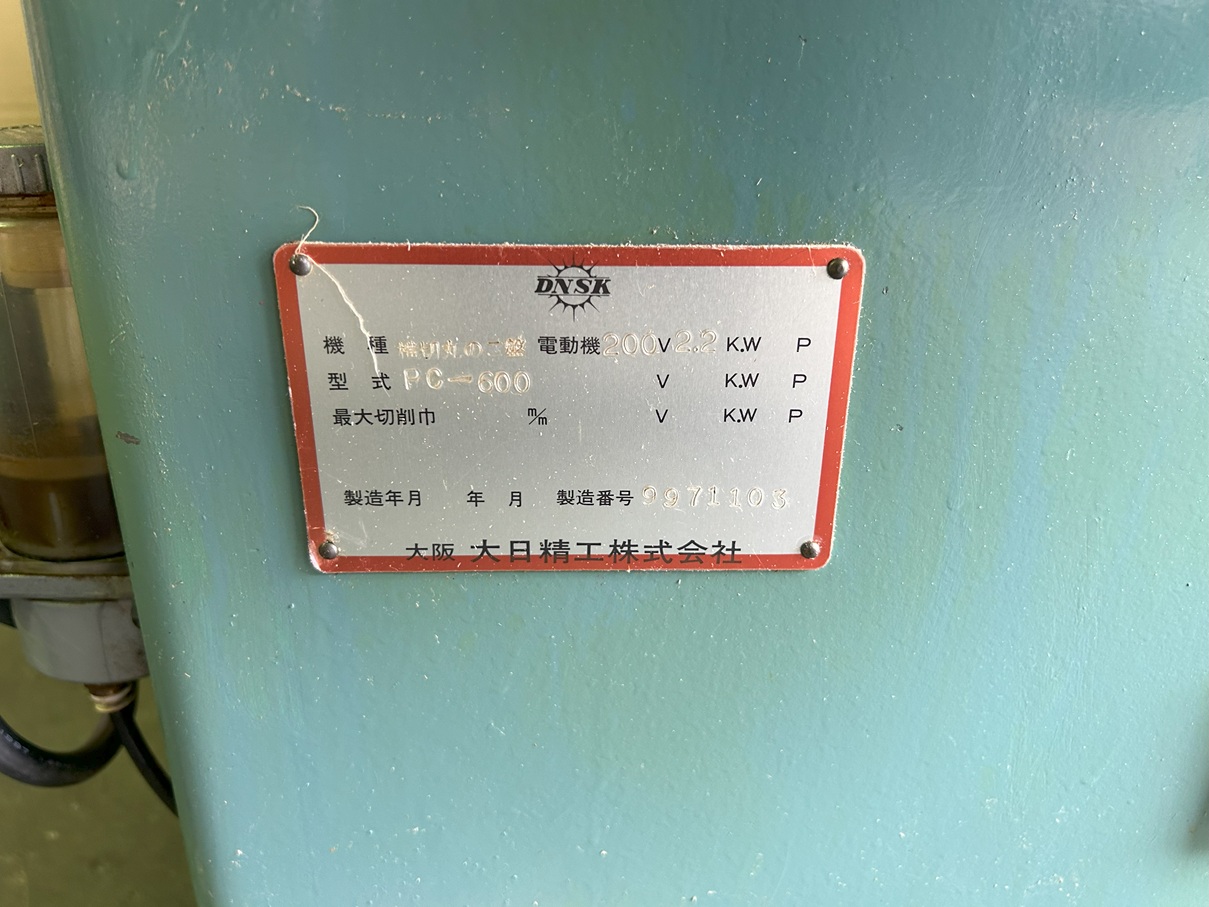 DNSK
機 種 横切丸のこ盤 電動機 200 V 2.2 K.W P
型 式 PC-600 V K.W P
最大切削巾 m/m V K.W P
製造年月 年 月 製造番号 9971103
大阪 大日精工株式会社